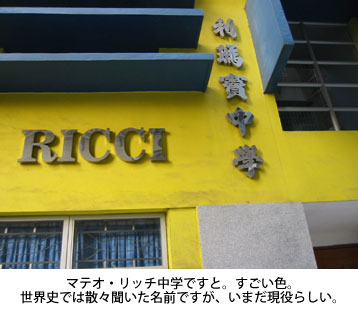 利瑪竇中學
RICCI
マテオ・リッチ中学ですと。すごい色。
世界史では散々聞いた名前ですが、いまだ現役らしい。